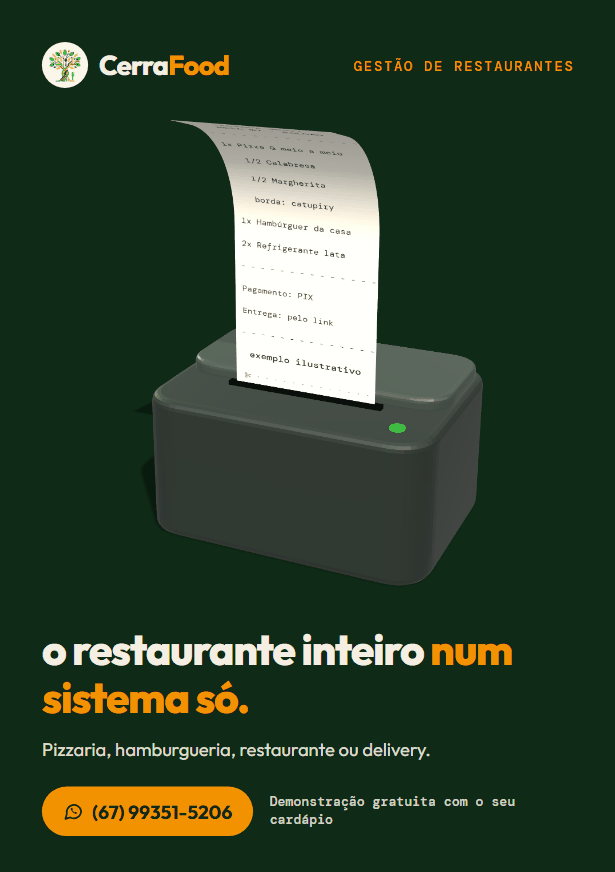 CerraFood
GESTÃO DE RESTAURANTES
1x Pizza G meio a meio
1/2 Calabresa
1/2 Margherita
borda: catupiry
1x Hambúrguer da casa
2x Refrigerante lata
- - - - - - - - - - - - - -
Pagamento: PIX
Entrega: pelo link
- - - - - - - - - - - - - -
exemplo ilustrativo
o restaurante inteiro num
sistema só.
Pizzaria, hamburgueria, restaurante ou delivery.
(67) 99351-5206
Demonstração gratuita com o seu
cardápio